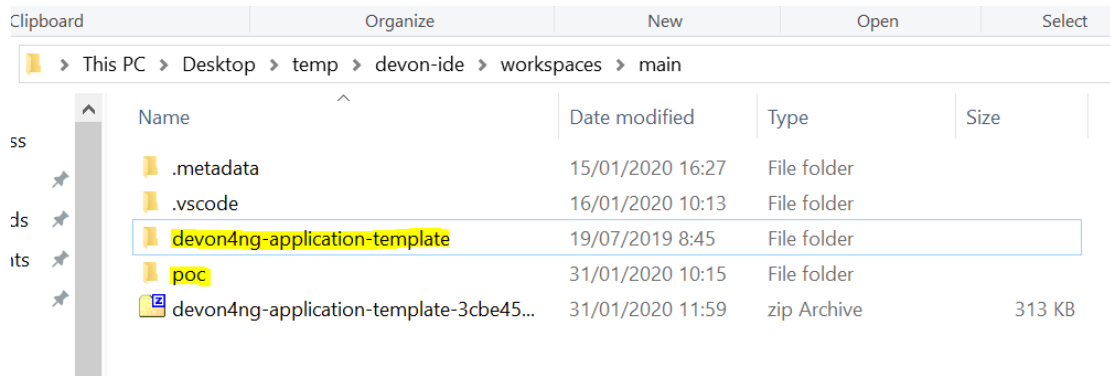 Clipboard Organize New Open Select
> This PC > Desktop > temp > devon-ide > workspaces > main
Name Date modified Type Size
.metadata 15/01/2020 16:27 File folder
.vscode 16/01/2020 10:13 File folder
devon4ng-application-template 19/07/2019 8:45 File folder
poc 31/01/2020 10:15 File folder
devon4ng-application-template-3cbe45... 31/01/2020 11:59 zip Archive 313 KB